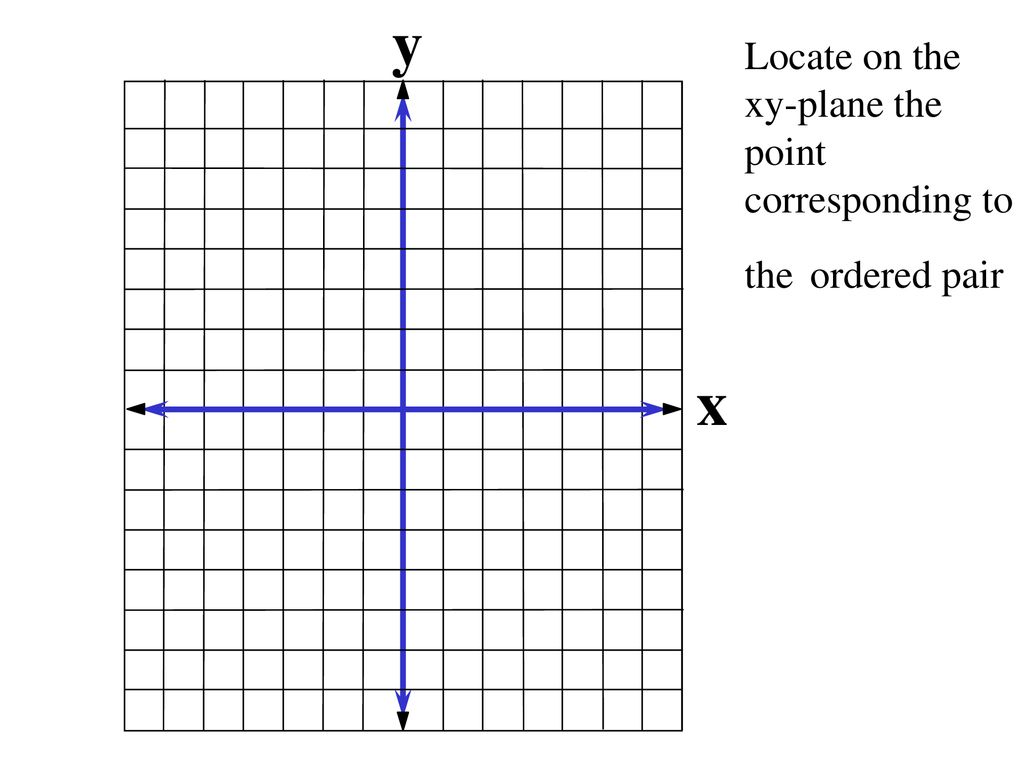 y
Locate on the
xy-plane the
point
corresponding to
the ordered pair
x